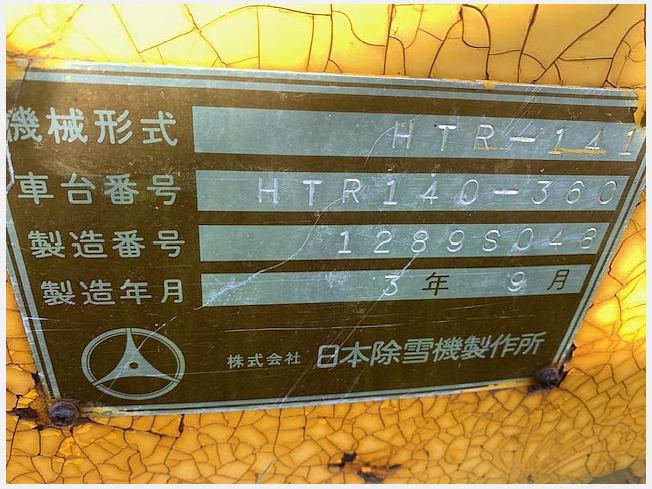 機械形式 HTR-141
車台番号 HTR140-360
製造番号 1289S048
製造年月 3年9月
株式会社 日本除雪機製作所